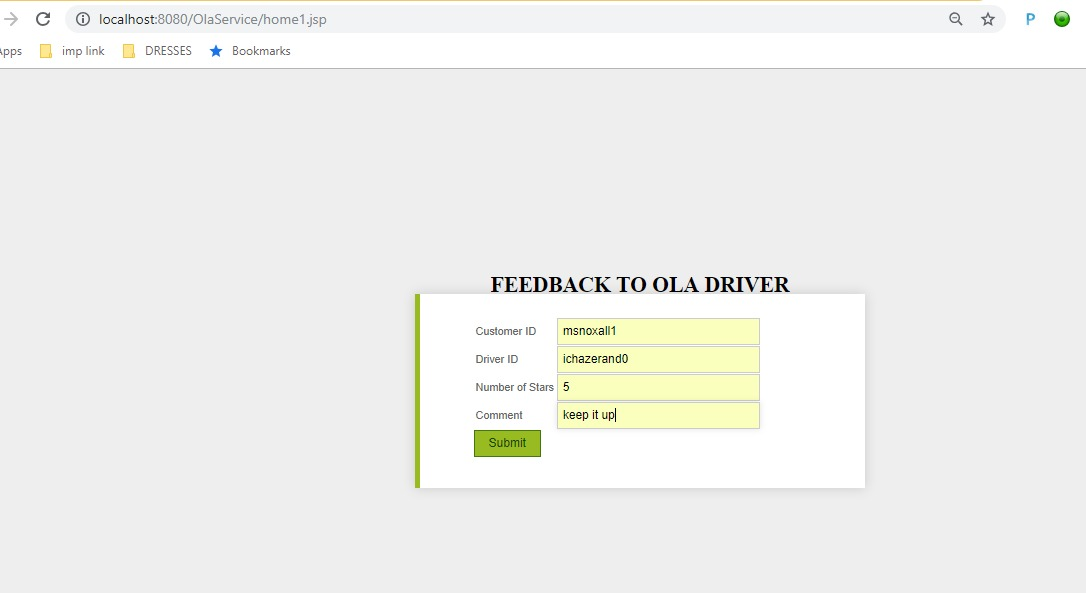 localhost:8080/OlaService/home1.jsp
P
imp link DRESSES Bookmarks
FEEDBACK TO OLA DRIVER
Customer ID msnoxall1
Driver ID ichazerand0
Number of Stars 5
Comment keep it up
Submit